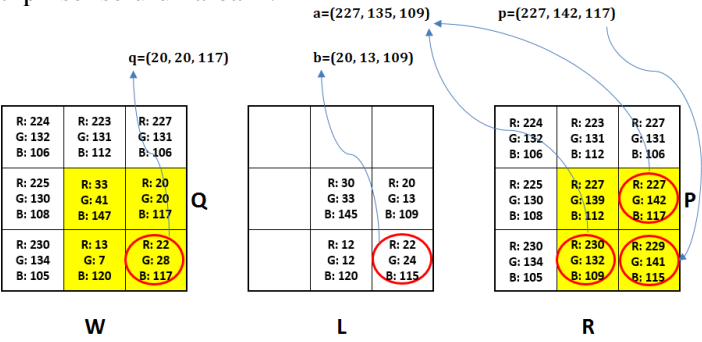 a=(227, 135, 109)
p=(227, 142, 117)
q=(20, 20, 117)
b=(20, 13, 109)
R: 224
G: 132
B: 106
R: 223
G: 131
B: 112
R: 227
G: 131
B: 106
R: 225
G: 130
B: 108
R: 33
G: 41
B: 147
R: 20
G: 20
B: 117
Q
R: 230
G: 134
B: 105
R: 13
G: 7
B: 120
R: 22
G: 28
B: 117
W
R: 30
G: 33
B: 145
R: 20
G: 13
B: 109
R: 12
G: 12
B: 120
R: 22
G: 24
B: 115
L
R: 224
G: 132
B: 106
R: 223
G: 131
B: 112
R: 227
G: 131
B: 106
R: 225
G: 130
B: 108
R: 227
G: 139
B: 112
R: 227
G: 142
B: 117
P
R: 230
G: 134
B: 105
R: 230
G: 132
B: 109
R: 229
G: 141
B: 115
R